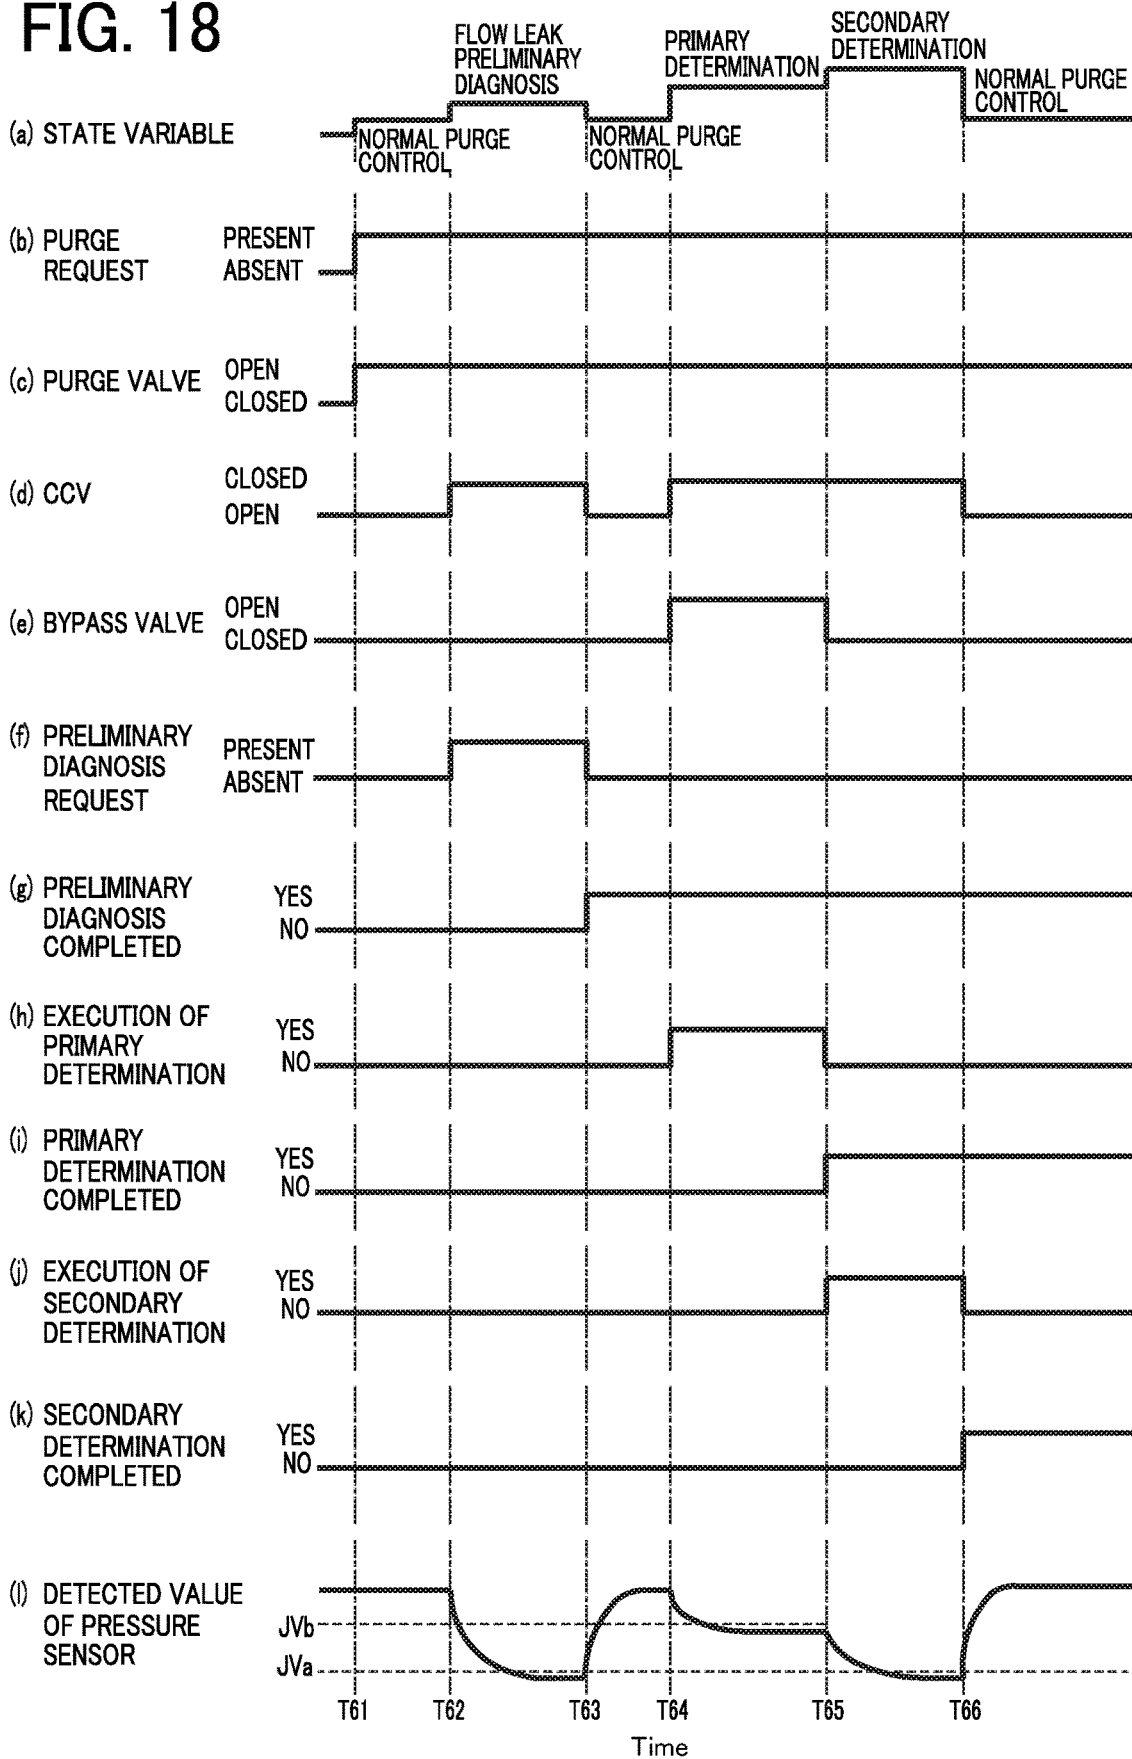 FIG. 18
FLOW LEAK
PRELIMINARY
DIAGNOSIS
PRIMARY
DETERMINATION
SECONDARY
DETERMINATION
NORMAL PURGE
CONTROL
(a) STATE VARIABLE
NORMAL PURGE
CONTROL
NORMAL PURGE
CONTROL
(b) PURGE
REQUEST
PRESENT
ABSENT
(c) PURGE VALVE
OPEN
CLOSED
(d) CCV
CLOSED
OPEN
(e) BYPASS VALVE
OPEN
CLOSED
(f) PRELIMINARY
DIAGNOSIS
REQUEST
PRESENT
ABSENT
(g) PRELIMINARY
DIAGNOSIS
COMPLETED
YES
NO
(h) EXECUTION OF
PRIMARY
DETERMINATION
YES
NO
(i) PRIMARY
DETERMINATION
COMPLETED
YES
NO
(j) EXECUTION OF
SECONDARY
DETERMINATION
YES
NO
(k) SECONDARY
DETERMINATION
COMPLETED
YES
NO
(l) DETECTED VALUE
OF PRESSURE
SENSOR
JVb
JVa
T61 T62 T63 T64 T65 T66
Time